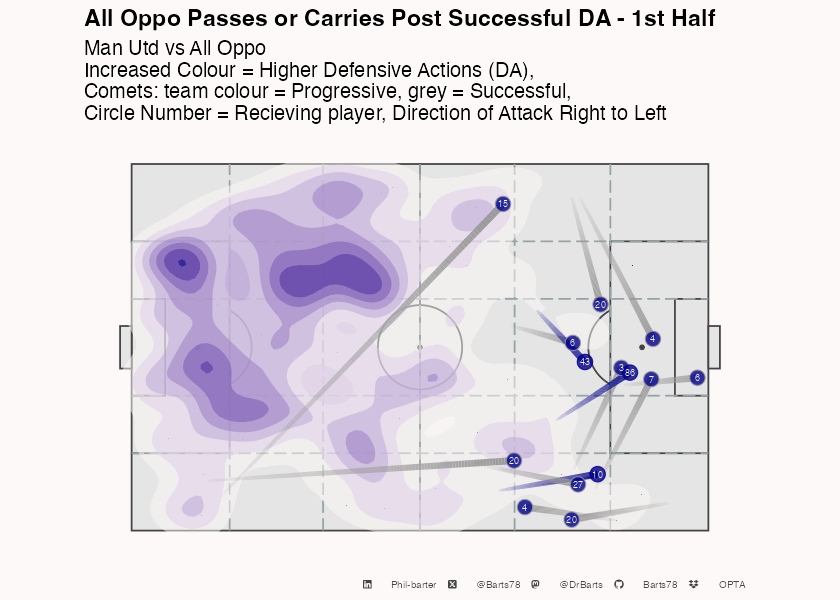 All Oppo Passes or Carries Post Successful DA - 1st Half
Man Utd vs All Oppo
Increased Colour = Higher Defensive Actions (DA),
Comets: team colour = Progressive, grey = Successful,
Circle Number = Recieving player, Direction of Attack Right to Left
15
20
4
6
43
3
86
7
6
20
10
27
4
20
Phil-barter @Barts78 @DrBarts Barts78 OPTA